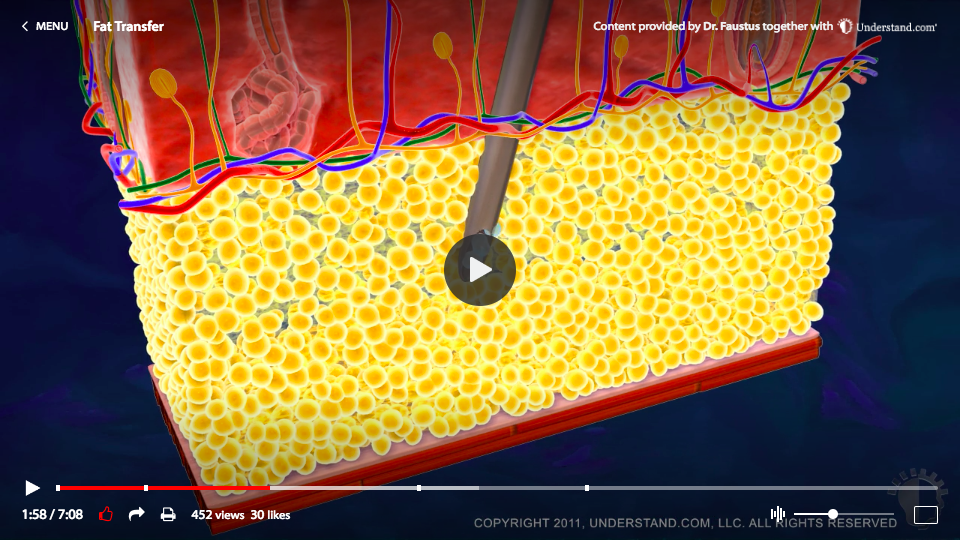 MENU
Fat Transfer
Content provided by Dr. Faustus together with Understand.com®
1:58 / 7:08
452 views 30 likes
COPYRIGHT 2011, UNDERSTAND.COM, LLC. ALL RIGHTS RESERVED